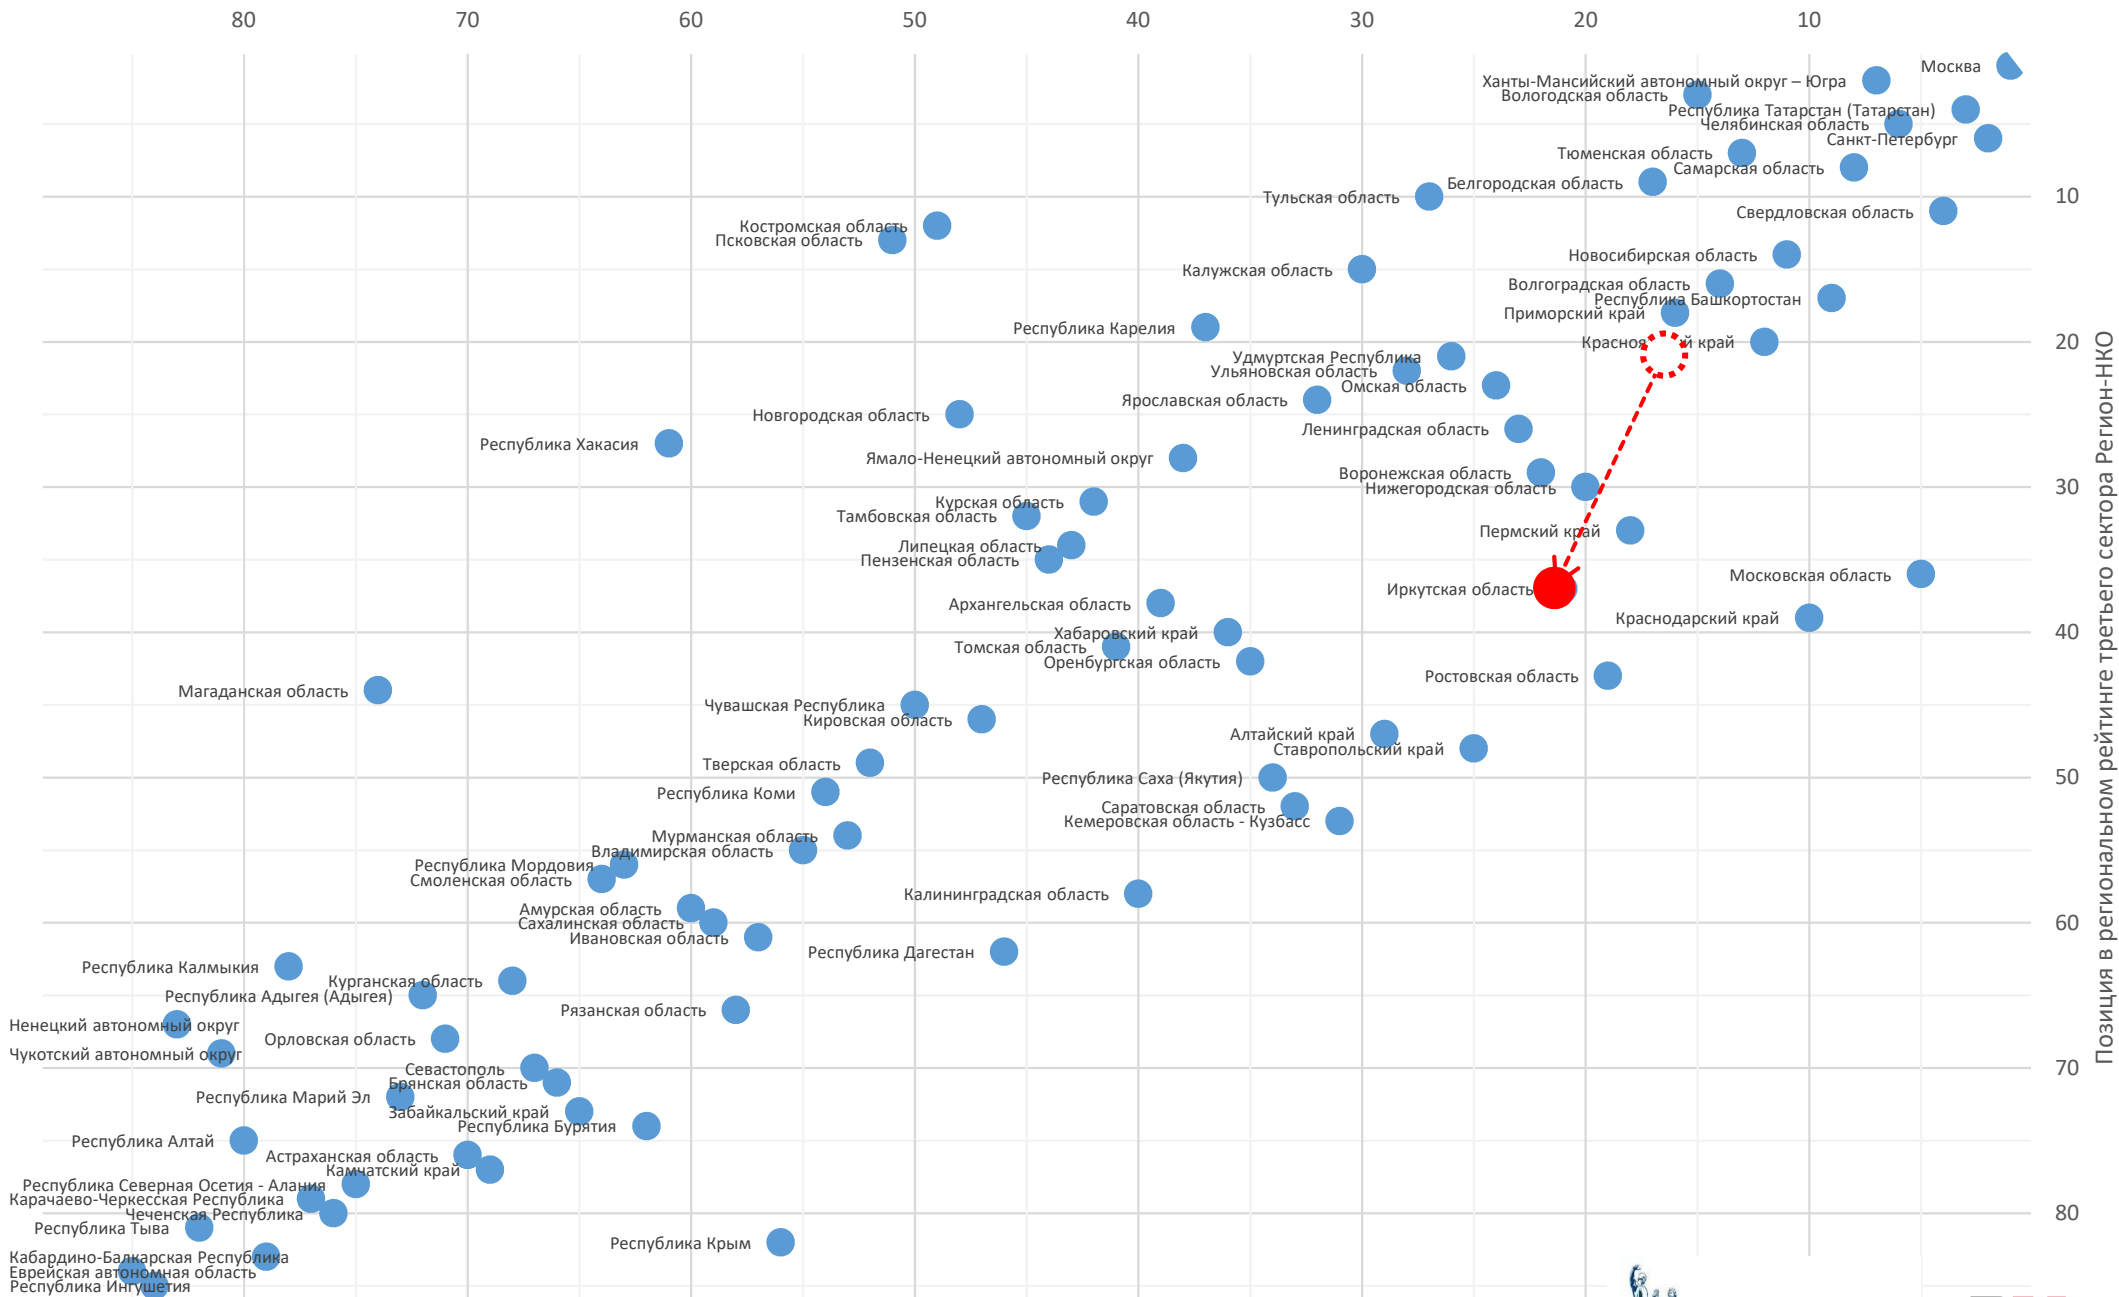 80 70 60 50 40 30 20 10
Москва
Ханты-Мансийский автономный округ – Югра
Вологодская область
Республика Татарстан (Татарстан)
Челябинская область
Санкт-Петербург
Тюменская область
Самарская область
Белгородская область
Тульская область
10
Свердловская область
Костромская область
Псковская область
Новосибирская область
Калужская область
Волгоградская область
Республика Башкортостан
Приморский край
Республика Карелия
20
край
Удмуртская Республика
Ульяновская область
Омская область
Ярославская область
Новгородская область
Ленинградская область
Республика Хакасия
Ямало-Ненецкий автономный округ
Воронежская область
Нижегородская область
30
Курская область
Тамбовская область
Пермский край
Липецкая область
Пензенская область
Московская область
Иркутская область
Архангельская область
Краснодарский край
Хабаровский край
40
Томская область
Оренбургская область
Ростовская область
Магаданская область
Чувашская Республика
Кировская область
Алтайский край
Ставропольский край
Тверская область
Республика Саха (Якутия)
50
Республика Коми
Саратовская область
Кемеровская область - Кузбасс
Мурманская область
Владимирская область
Республика Мордовия
Смоленская область
Калининградская область
Амурская область
Сахалинская область
60
Ивановская область
Республика Дагестан
Республика Калмыкия
Курганская область
Республика Адыгея (Адыгея)
Рязанская область
Ненецкий автономный округ
Орловская область
Чукотский автономный округ
Севастополь
70
Брянская область
Республика Марий Эл
Забайкальский край
Республика Бурятия
Республика Алтай
Астраханская область
Камчатский край
Республика Северная Осетия - Алания
Карачаево-Черкесская Республика
Чеченская Республика
80
Республика Тыва
Республика Крым
Кабардино-Балкарская Республика
Еврейская автономная область
Республика Ингушетия
Позиция в региональном рейтинге третьего сектора Регион-НКО